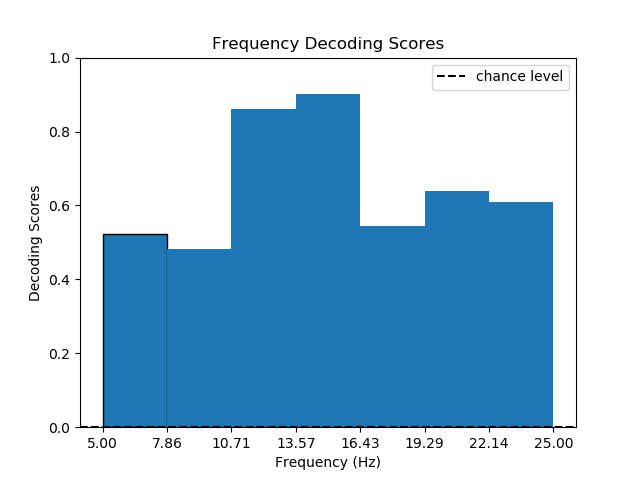 Frequency Decoding Scores
chance level
1.0
0.8
0.6
0.4
0.2
0.0
Decoding Scores
5.00 7.86 10.71 13.57 16.43 19.29 22.14 25.00
Frequency (Hz)